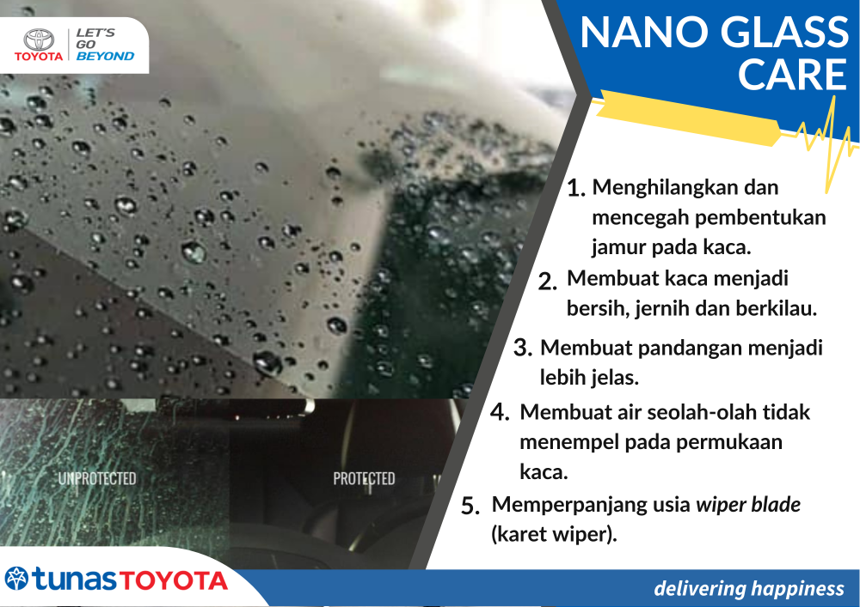 TOYOTA
LET'S
GO
BEYOND
NANO GLASS
CARE
1. Menghilangkan dan
mencegah pembentukan
jamur pada kaca.
2. Membuat kaca menjadi
bersih, jernih dan berkilau.
3. Membuat pandangan menjadi
lebih jelas.
4. Membuat air seolah-olah tidak
menempel pada permukaan
kaca.
5. Memperpanjang usia wiper blade
(karet wiper).
UNPROTECTED
PROTECTED
tunasTOYOTA
delivering happiness